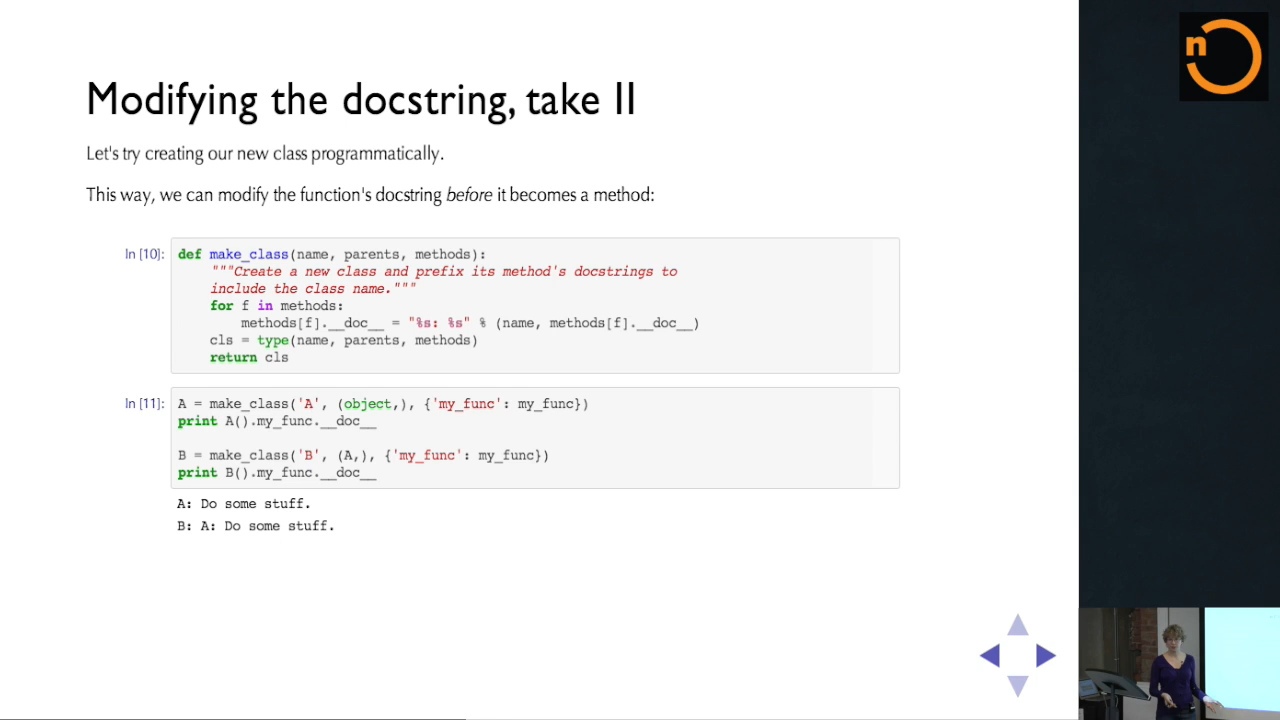 n
Modifying the docstring, take II
Let's try creating our new class programmatically.
This way, we can modify the function's docstring before it becomes a method:
In [10]:
def make_class(name, parents, methods):
    """Create a new class and prefix its method's docstrings to
    include the class name."""
    for f in methods:
        methods[f].__doc__ = "%s: %s" % (name, methods[f].__doc__)
    cls = type(name, parents, methods)
    return cls
In [11]:
A = make_class('A', (object,), {'my_func': my_func})
print A().my_func.__doc__
B = make_class('B', (A,), {'my_func': my_func})
print B().my_func.__doc__
A: Do some stuff.
B: A: Do some stuff.